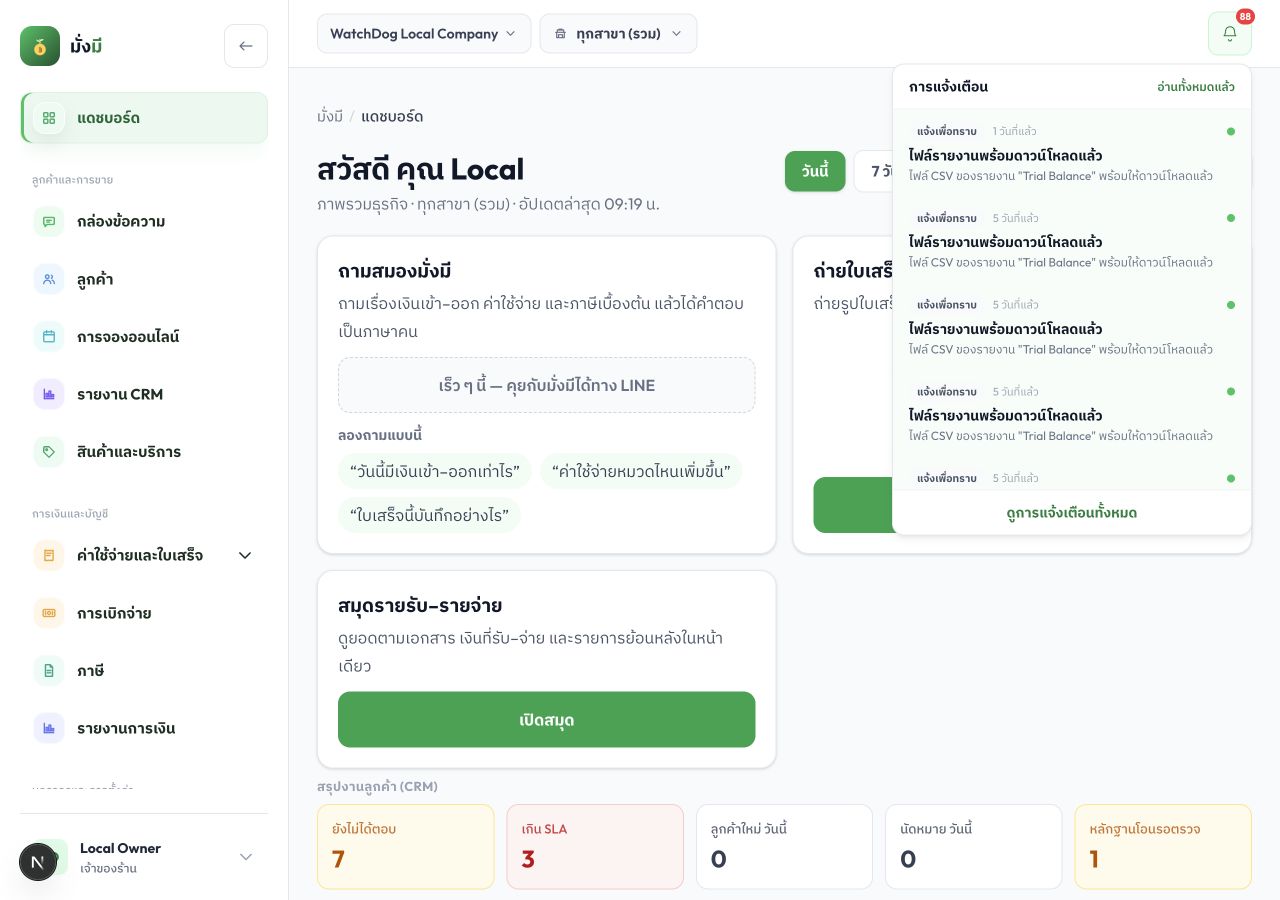 มั่งมี
แดชบอร์ด
ลูกค้าและการขาย
กล่องข้อความ
ลูกค้า
การจองออนไลน์
รายงาน CRM
สินค้าและบริการ
การเงินและบัญชี
ค่าใช้จ่ายและใบเสร็จ
การเบิกจ่าย
ภาษี
รายงานการเงิน
N
Local Owner
เจ้าของร้าน
WatchDog Local Company
ทุกสาขา (รวม)
88
มั่งมี / แดชบอร์ด
สวัสดี คุณ Local
ภาพรวมธุรกิจ · ทุกสาขา (รวม) · อัปเดตล่าสุด 09:19 น.
วันนี้
7
ถามสมองมั่งมี
ถามเรื่องเงินเข้า–ออก ค่าใช้จ่าย และภาษีเบื้องต้น แล้วได้คำตอบ
เป็นภาษาคน
เร็ว ๆ นี้ — คุยกับมั่งมีได้ทาง LINE
ลองถามแบบนี้
“วันนี้มีเงินเข้า–ออกเท่าไร”
“ค่าใช้จ่ายหมวดไหนเพิ่มขึ้น”
“ใบเสร็จนี้บันทึกอย่างไร”
ถ่ายใบเสร็
ถ่ายรูปใบเส
การแจ้งเตือน
อ่านทั้งหมดแล้ว
แจ้งเพื่อทราบ 1 วันที่แล้ว
ไฟล์รายงานพร้อมดาวน์โหลดแล้ว
ไฟล์ CSV ของรายงาน "Trial Balance" พร้อมให้ดาวน์โหลดแล้ว
แจ้งเพื่อทราบ 5 วันที่แล้ว
ไฟล์รายงานพร้อมดาวน์โหลดแล้ว
ไฟล์ CSV ของรายงาน "Trial Balance" พร้อมให้ดาวน์โหลดแล้ว
แจ้งเพื่อทราบ 5 วันที่แล้ว
ไฟล์รายงานพร้อมดาวน์โหลดแล้ว
ไฟล์ CSV ของรายงาน "Trial Balance" พร้อมให้ดาวน์โหลดแล้ว
แจ้งเพื่อทราบ 5 วันที่แล้ว
ไฟล์รายงานพร้อมดาวน์โหลดแล้ว
ไฟล์ CSV ของรายงาน "Trial Balance" พร้อมให้ดาวน์โหลดแล้ว
แจ้งเพื่อทราบ 5 วันที่แล้ว
ดูการแจ้งเตือนทั้งหมด
สมุดรายรับ–รายจ่าย
ดูยอดตามเอกสาร เงินที่รับ–จ่าย และรายการย้อนหลังในหน้า
เดียว
เปิดสมุด
สรุปงานลูกค้า (CRM)
ยังไม่ได้ตอบ
7
เกิน SLA
3
ลูกค้าใหม่ วันนี้
0
นัดหมาย วันนี้
0
หลักฐานโอนรอตรวจ
1